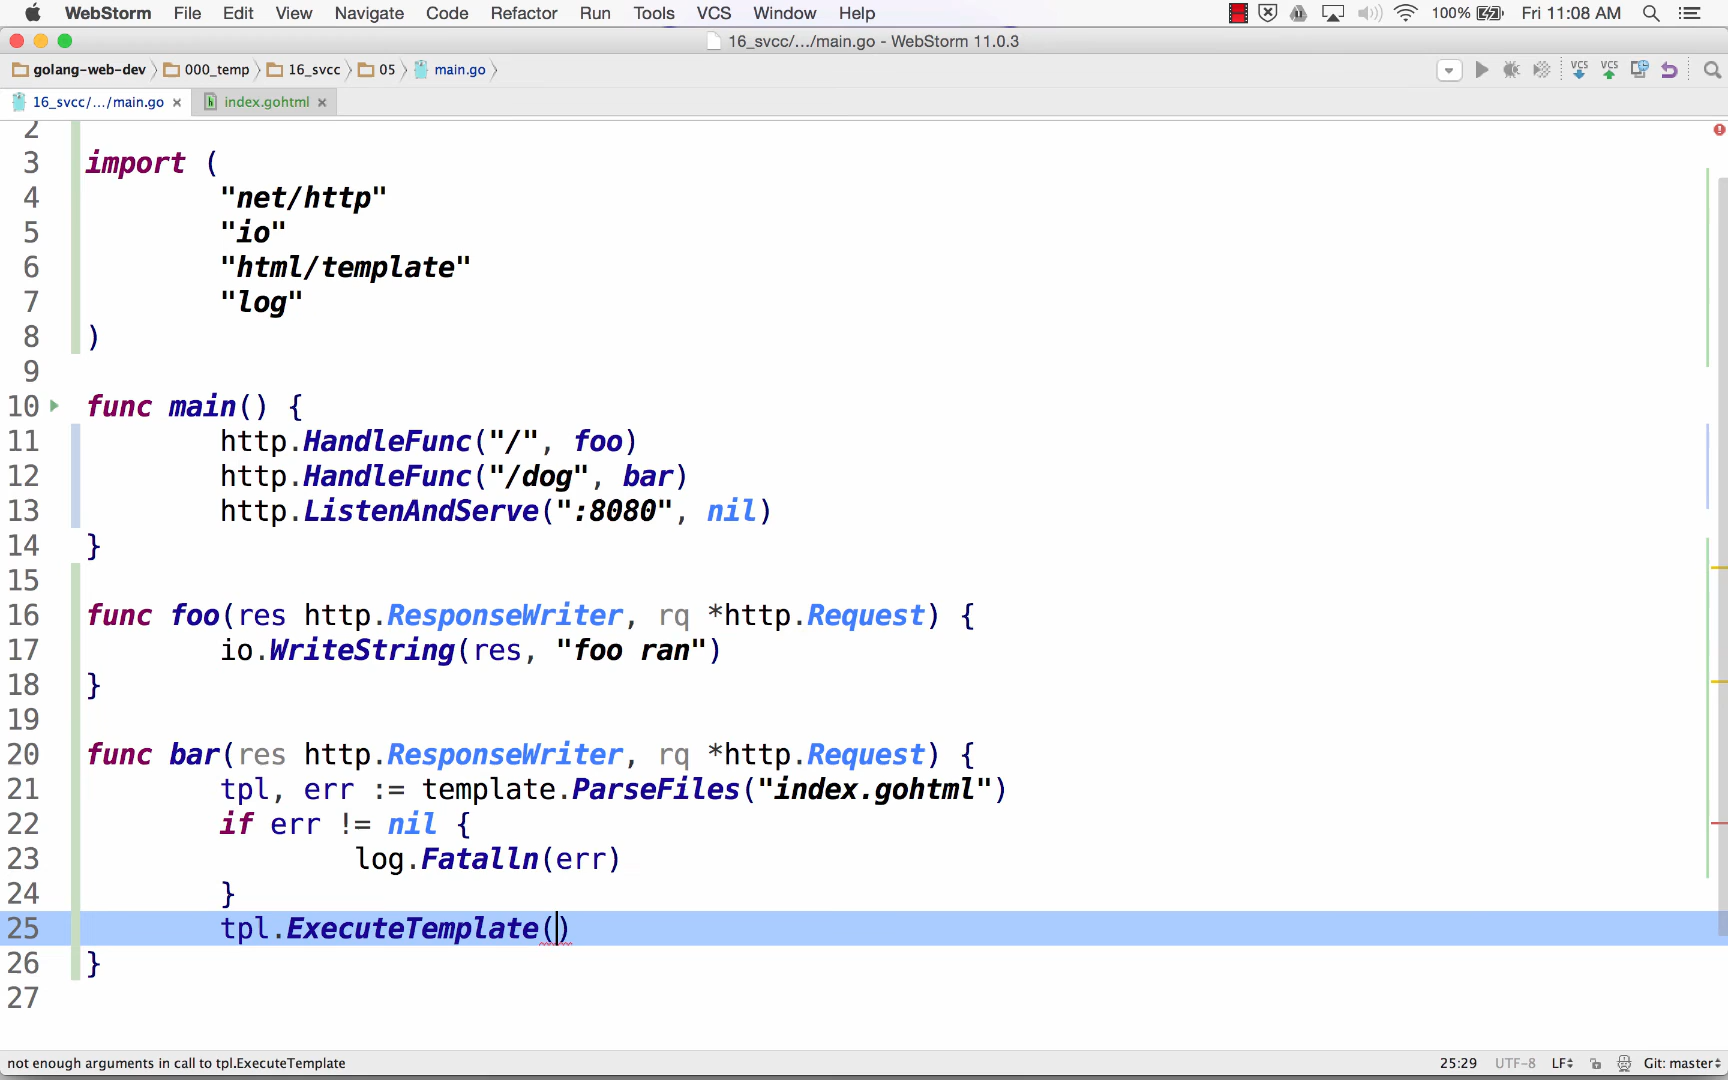 WebStorm File Edit View Navigate Code Refactor Run Tools VCS Window Help 100% Fri 11:08 AM
16_svcc/.../main.go - WebStorm 11.0.3
golang-web-dev 000_temp 16_svcc 05 main.go VCS VCS
16_svcc/.../main.go × index.gohtml ×
2
3 import (
4 "net/http"
5 "io"
6 "html/template"
7 "log"
8 )
9
10 func main() {
11 http.HandleFunc("/", foo)
12 http.HandleFunc("/dog", bar)
13 http.ListenAndServe(":8080", nil)
14 }
15
16 func foo(res http.ResponseWriter, rq *http.Request) {
17 io.WriteString(res, "foo ran")
18 }
19
20 func bar(res http.ResponseWriter, rq *http.Request) {
21 tpl, err := template.ParseFiles("index.gohtml")
22 if err != nil {
23 log.Fatalln(err)
24 }
25 tpl.ExecuteTemplate()
26 }
27
not enough arguments in call to tpl.ExecuteTemplate 25:29 UTF-8 LF Git: master